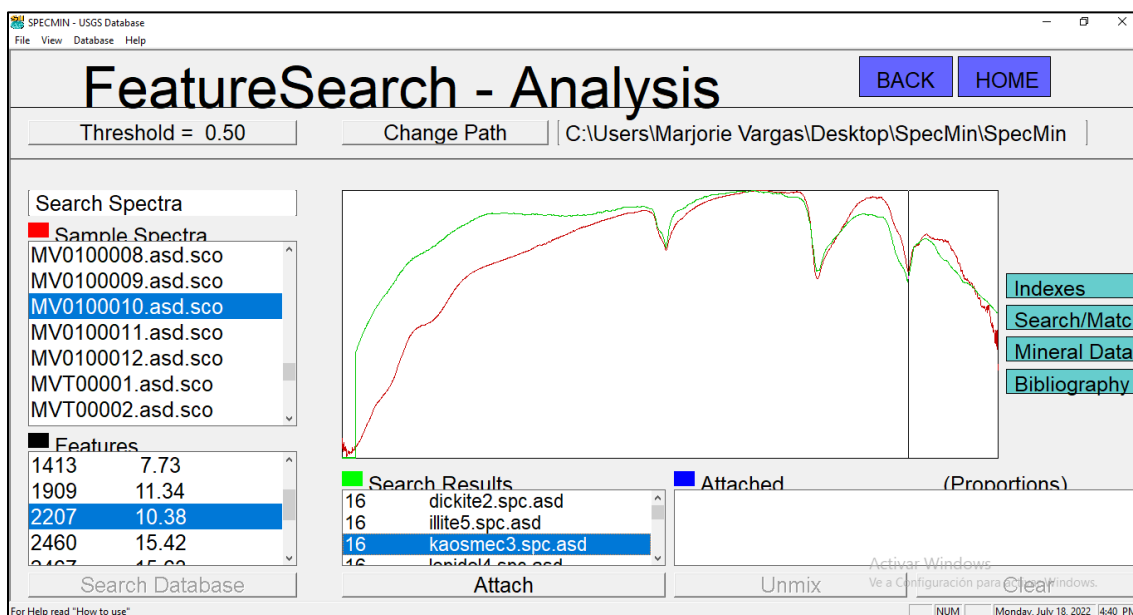 SPECMIN - USGS Database
File View Database Help
FeatureSearch - Analysis
BACK
HOME
Threshold = 0.50
Change Path
C:\Users\Marjorie Vargas\Desktop\SpecMin\SpecMin
Search Spectra
Sample Spectra
MV0100008.asd.sco
MV0100009.asd.sco
MV0100010.asd.sco
MV0100011.asd.sco
MV0100012.asd.sco
MVT00001.asd.sco
MVT00002.asd.sco
Indexes
Search/Matc
Mineral Data
Bibliography
Features
1413 7.73
1909 11.34
2207 10.38
2460 15.42
Search Results
16 dickite2.spc.asd
16 illite5.spc.asd
16 kaosmec3.spc.asd
Attached (Proportions)
Activar Windows
Ve a Configuración para activar Windows.
Search Database
Attach
Unmix
Clear
For Help read "How to use"
NUM
Monday, July 18, 2022 4:40 PM